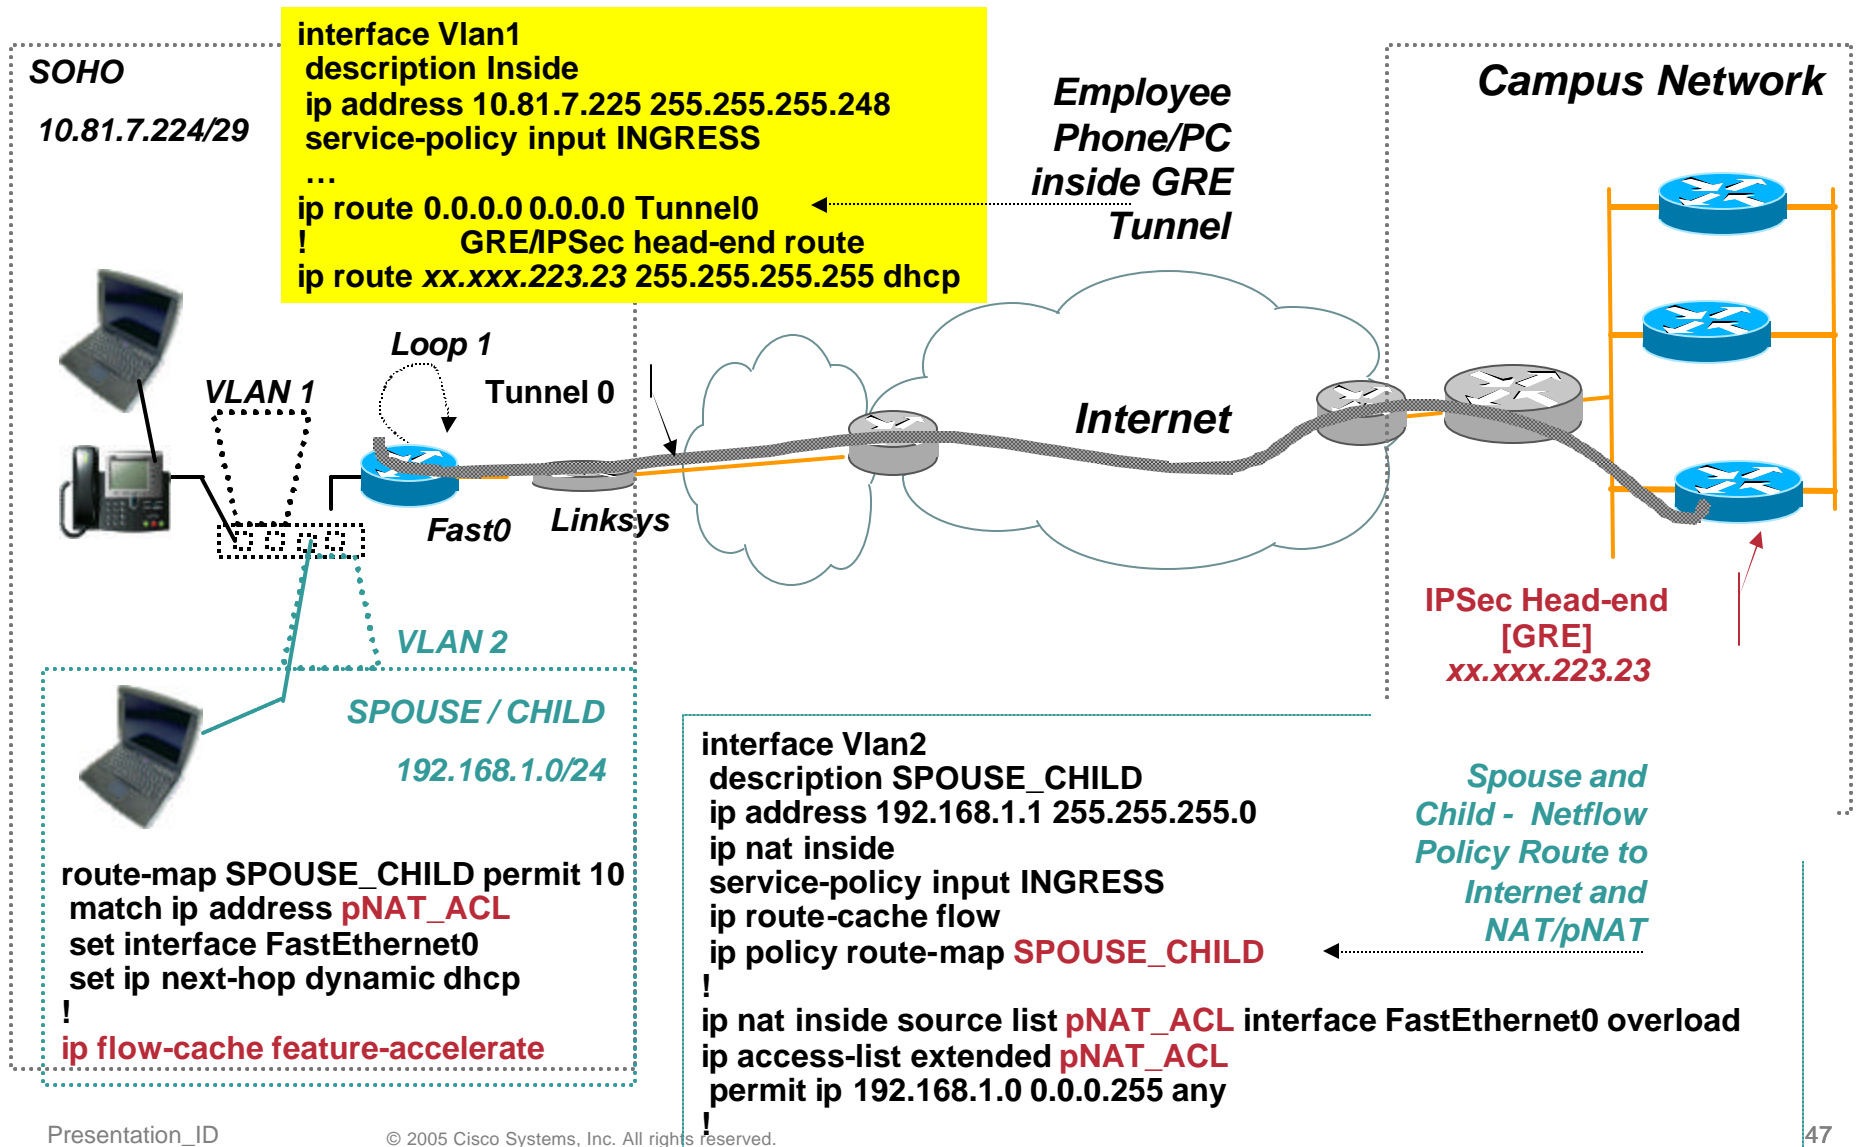 interface Vlan1
description Inside
ip address 10.81.7.225 255.255.255.248
service-policy input INGRESS
…
ip route 0.0.0.0 0.0.0.0 Tunnel0
! GRE/IPSec head-end route
ip route xx.xxx.223.23 255.255.255.255 dhcp
SOHO
10.81.7.224/29
Employee
Phone/PC
inside GRE
Tunnel
Campus Network
Loop 1
VLAN 1
Tunnel 0
Internet
Fast0
Linksys
IPSec Head-end
[GRE]
xx.xxx.223.23
VLAN 2
SPOUSE / CHILD
192.168.1.0/24
route-map SPOUSE_CHILD permit 10
match ip address pNAT_ACL
set interface FastEthernet0
set ip next-hop dynamic dhcp
!
ip flow-cache feature-accelerate
interface Vlan2
description SPOUSE_CHILD
ip address 192.168.1.1 255.255.255.0
ip nat inside
service-policy input INGRESS
ip route-cache flow
ip policy route-map SPOUSE_CHILD
!
ip nat inside source list pNAT_ACL interface FastEthernet0 overload
ip access-list extended pNAT_ACL
permit ip 192.168.1.0 0.0.0.255 any
!
Spouse and
Child - Netflow
Policy Route to
Internet and
NAT/pNAT
Presentation_ID
© 2005 Cisco Systems, Inc. All rights reserved.
47